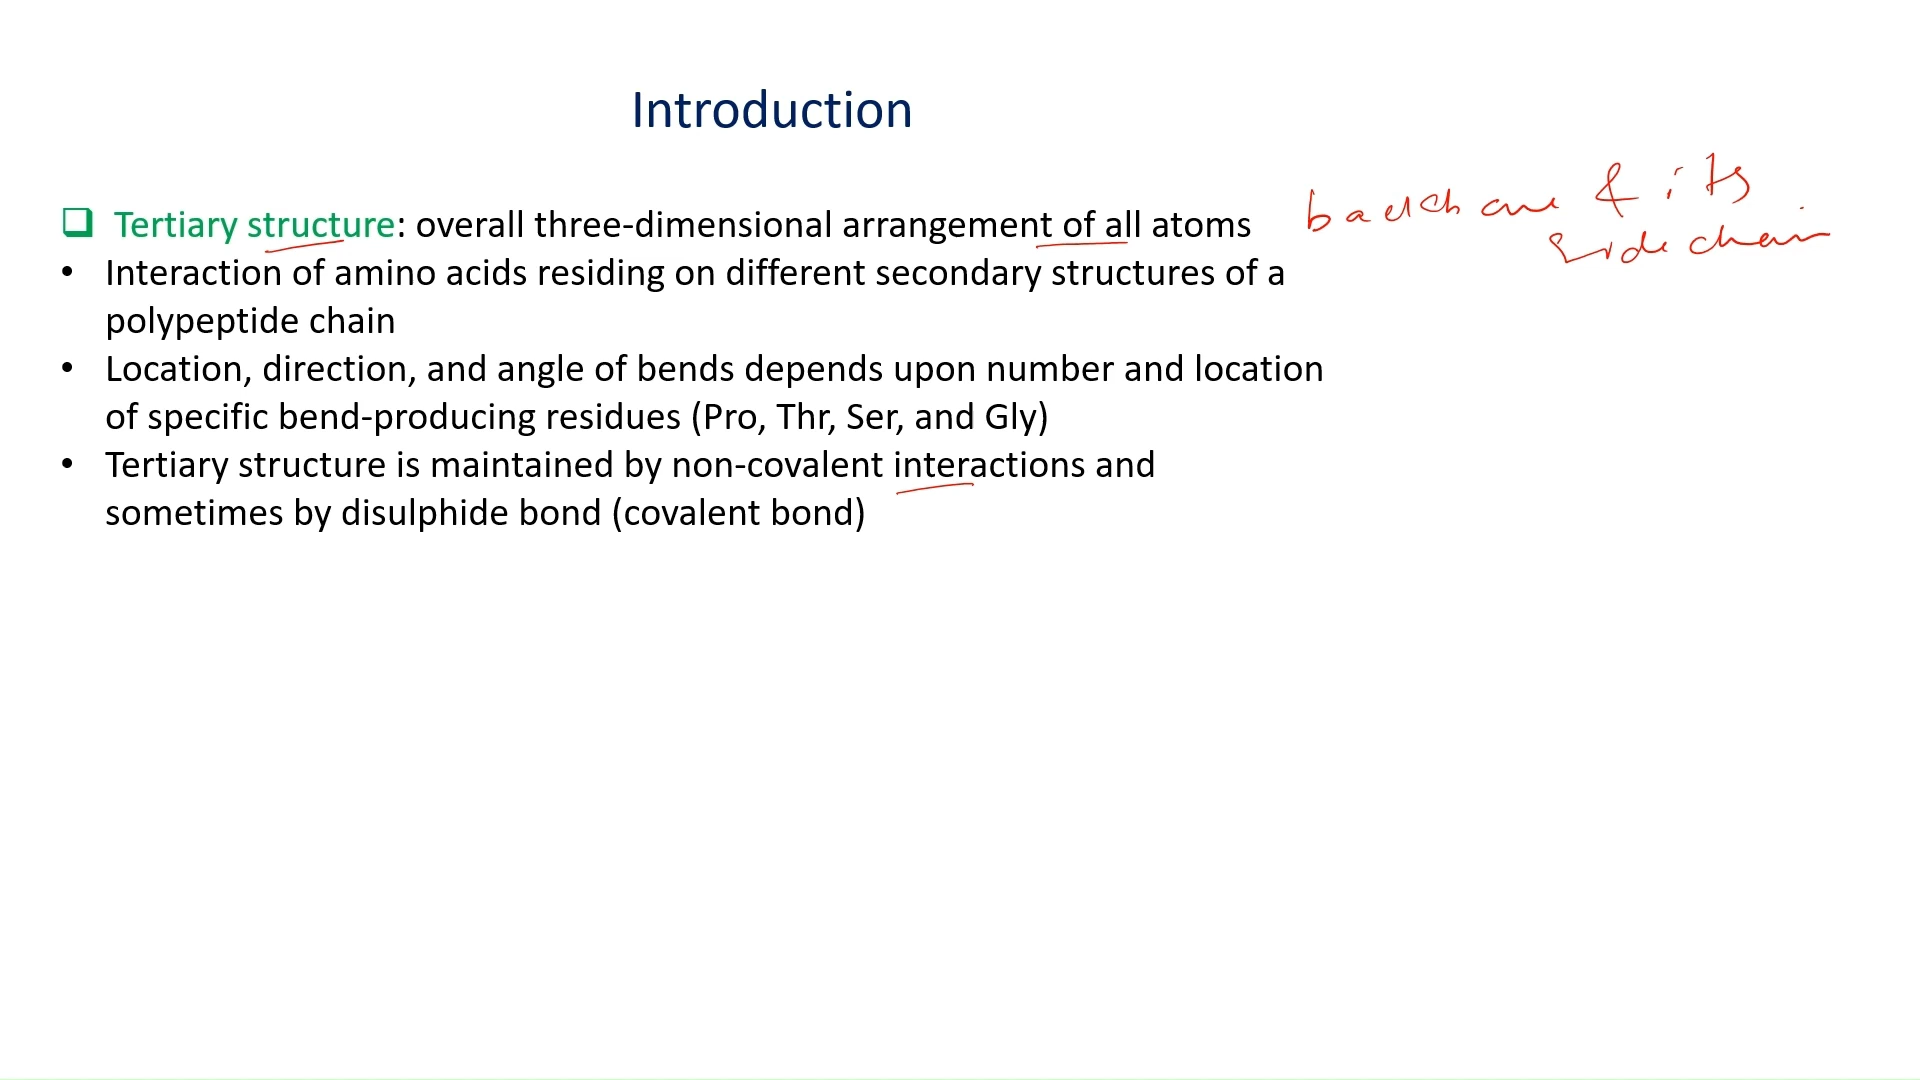 Introduction
backbone & its
❑ Tertiary structure: overall three-dimensional arrangement of all atoms
side chain
• Interaction of amino acids residing on different secondary structures of a
polypeptide chain
• Location, direction, and angle of bends depends upon number and location
of specific bend-producing residues (Pro, Thr, Ser, and Gly)
• Tertiary structure is maintained by non-covalent interactions and
sometimes by disulphide bond (covalent bond)